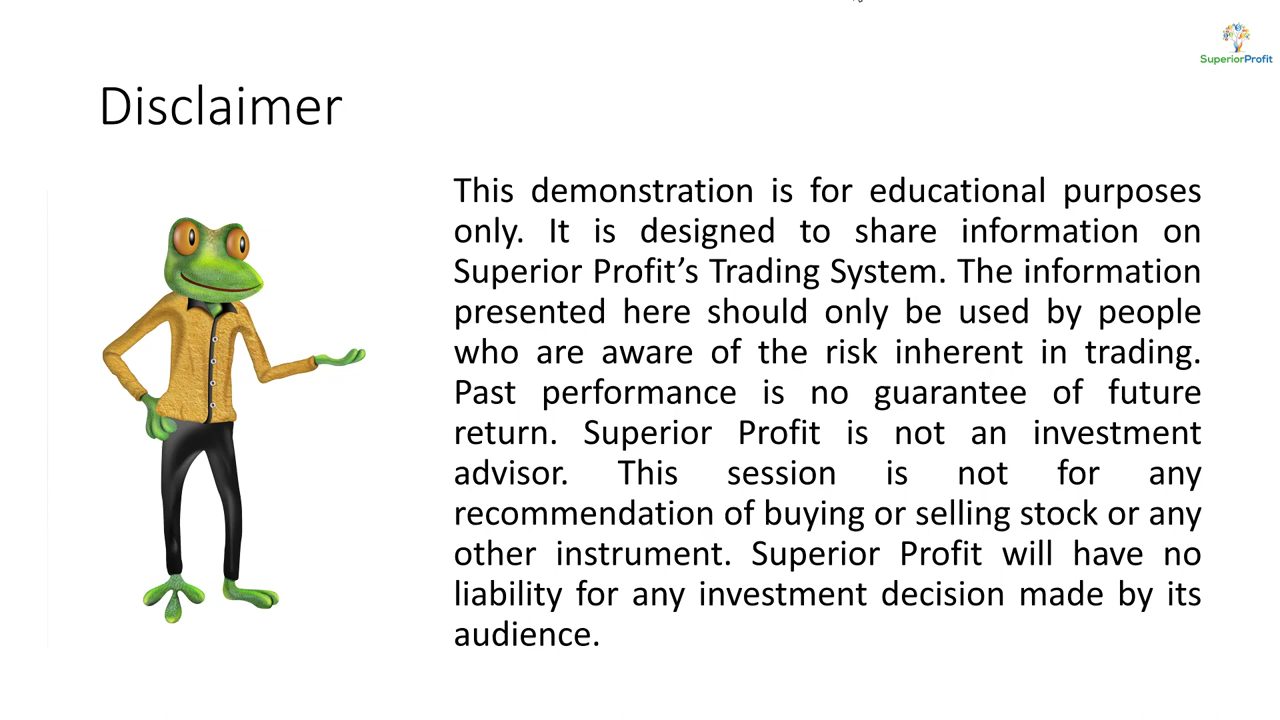 SuperiorProfit
Disclaimer
This demonstration is for educational purposes
only. It is designed to share information on
Superior Profit’s Trading System. The information
presented here should only be used by people
who are aware of the risk inherent in trading.
Past performance is no guarantee of future
return. Superior Profit is not an investment
advisor. This session is not for any
recommendation of buying or selling stock or any
other instrument. Superior Profit will have no
liability for any investment decision made by its
audience.